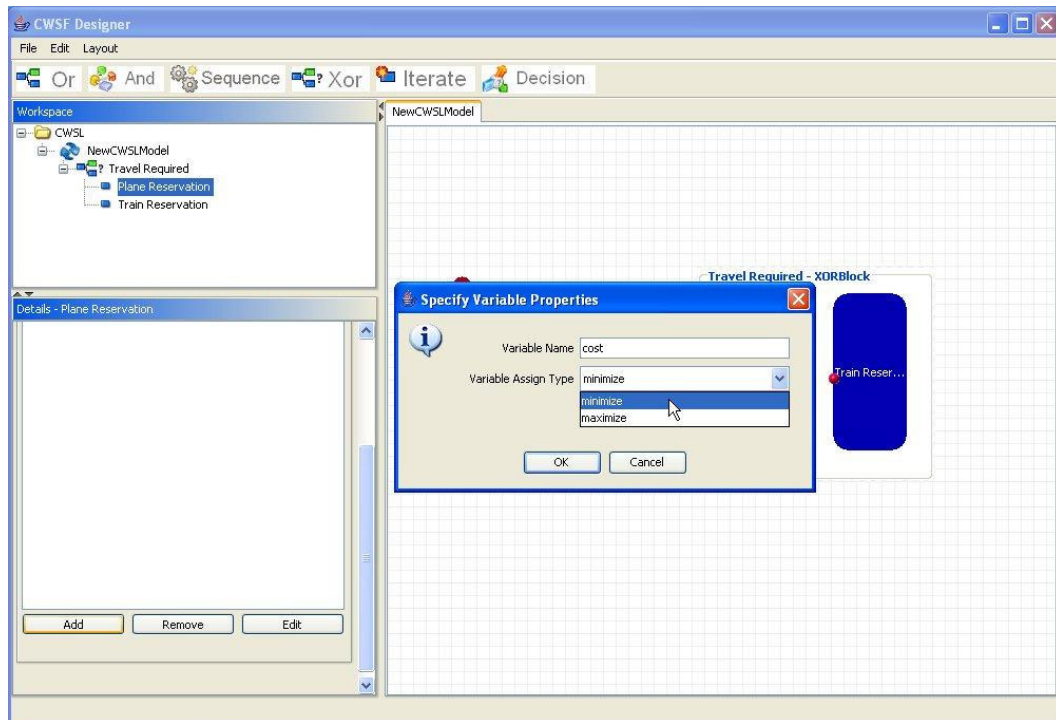 CWSF Designer
File Edit Layout
Or And Sequence ? Xor Iterate Decision
Workspace
NewCWSLModel
CWSL
NewCWSLModel
? Travel Required
Plane Reservation
Train Reservation
Travel Required - XORBlock
Details - Plane Reservation
Specify Variable Properties
Variable Name cost
Variable Assign Type minimize
minimize
maximize
OK Cancel
Train Reser...
Add Remove Edit